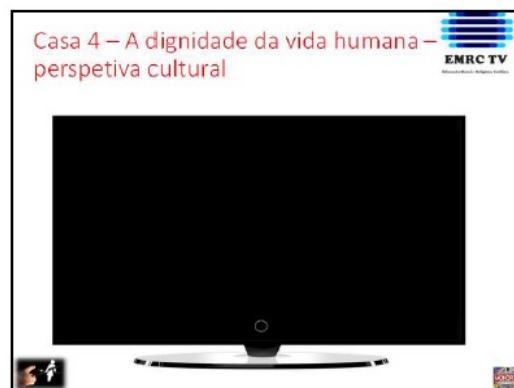 Casa 4 – A dignidade da vida humana –
perspetiva cultural
EMRC TV